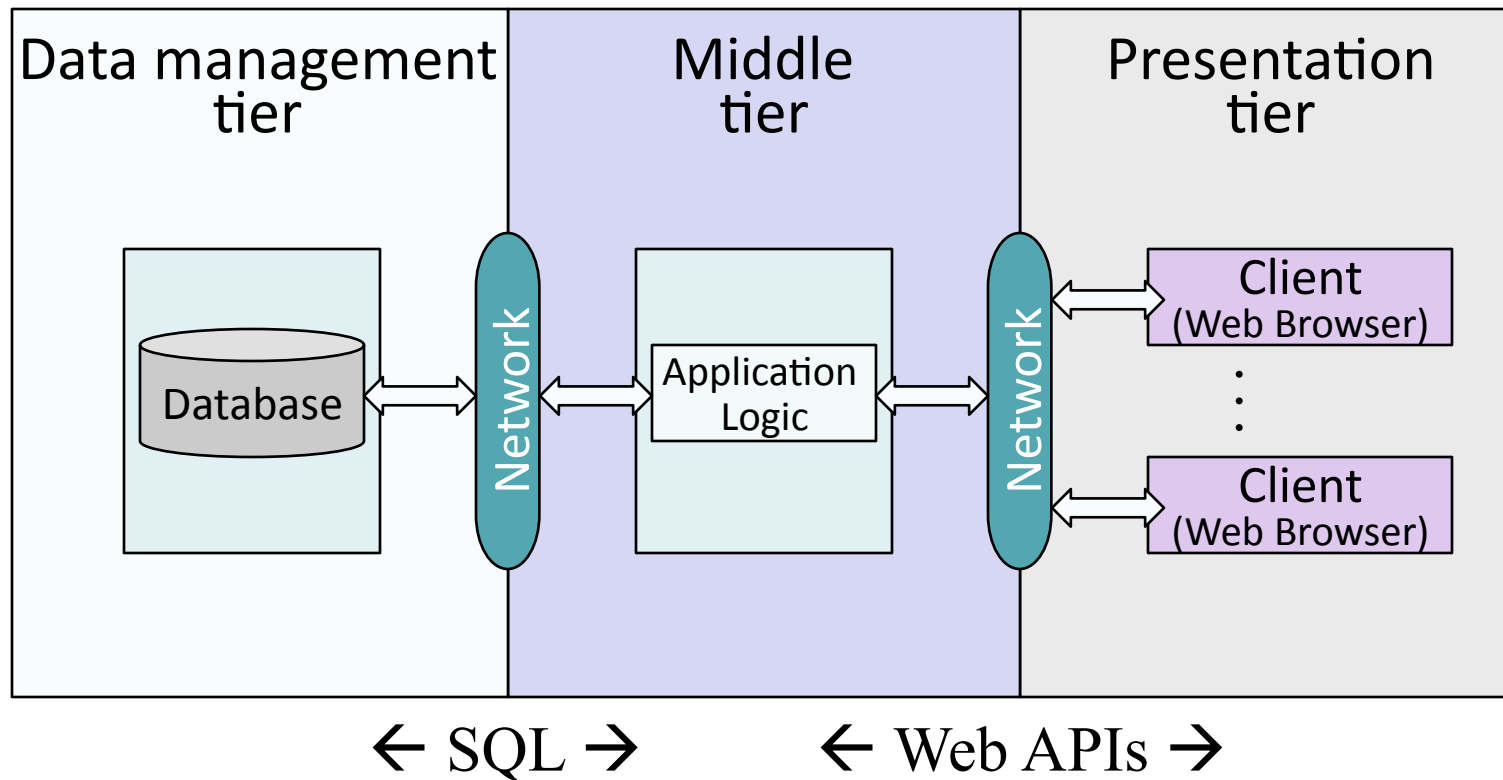 Data management
tier
Middle
tier
Presentation
tier
Database
Network
Application
Logic
Network
Client
(Web Browser)
Client
(Web Browser)
← SQL →
← Web APIs →